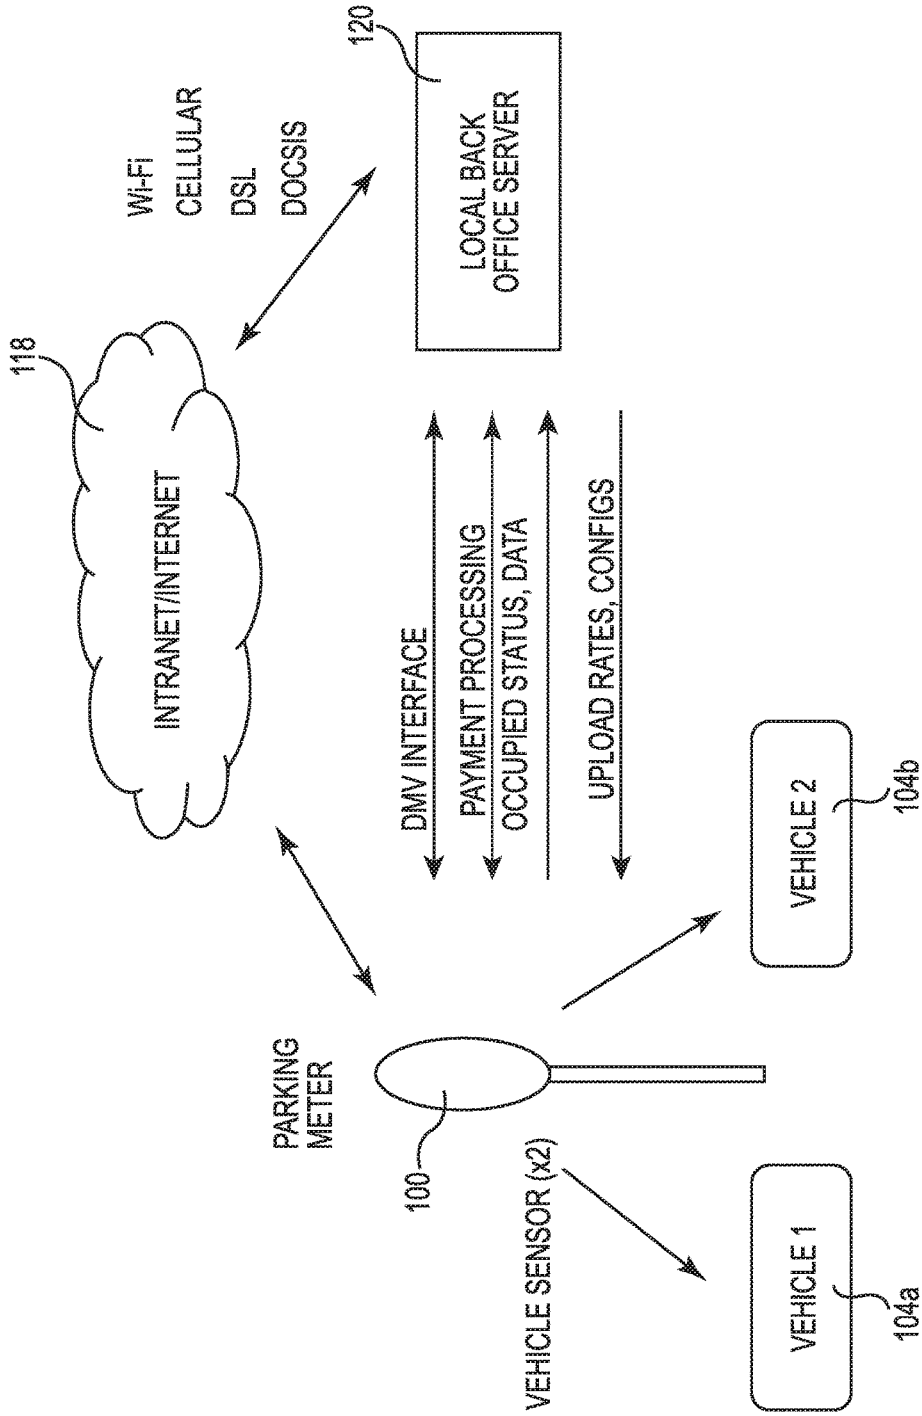 118
INTRANET/INTERNET
Wi-Fi
CELLULAR
DSL
DOCSIS
120
LOCAL BACK
OFFICE SERVER
PARKING
METER
100
DMV INTERFACE
PAYMENT PROCESSING
OCCUPIED STATUS, DATA
UPLOAD RATES, CONFIGS
VEHICLE SENSOR (x2)
VEHICLE 1
104a
VEHICLE 2
104b